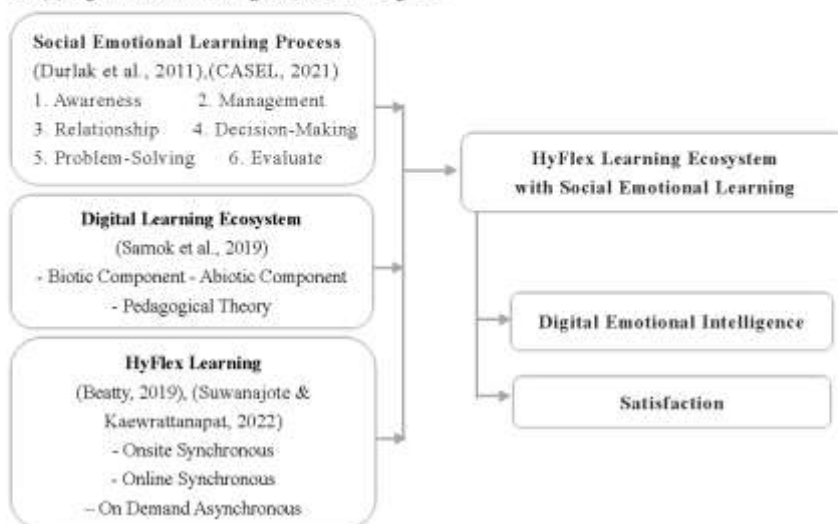 Social Emotional Learning Process
(Durlak et al., 2011),(CASEL, 2021)
1. Awareness 2. Management
3. Relationship 4. Decision-Making
5. Problem-Solving 6. Evaluate
Digital Learning Ecosystem
(Samok et al., 2019)
- Biotic Component - Abiotic Component
- Pedagogical Theory
HyFlex Learning
(Beatty, 2019), (Suwanajote &
Kaewrattanapat, 2022)
- Onsite Synchronous
- Online Synchronous
– On Demand Asynchronous
HyFlex Learning Ecosystem
with Social Emotional Learning
Digital Emotional Intelligence
Satisfaction